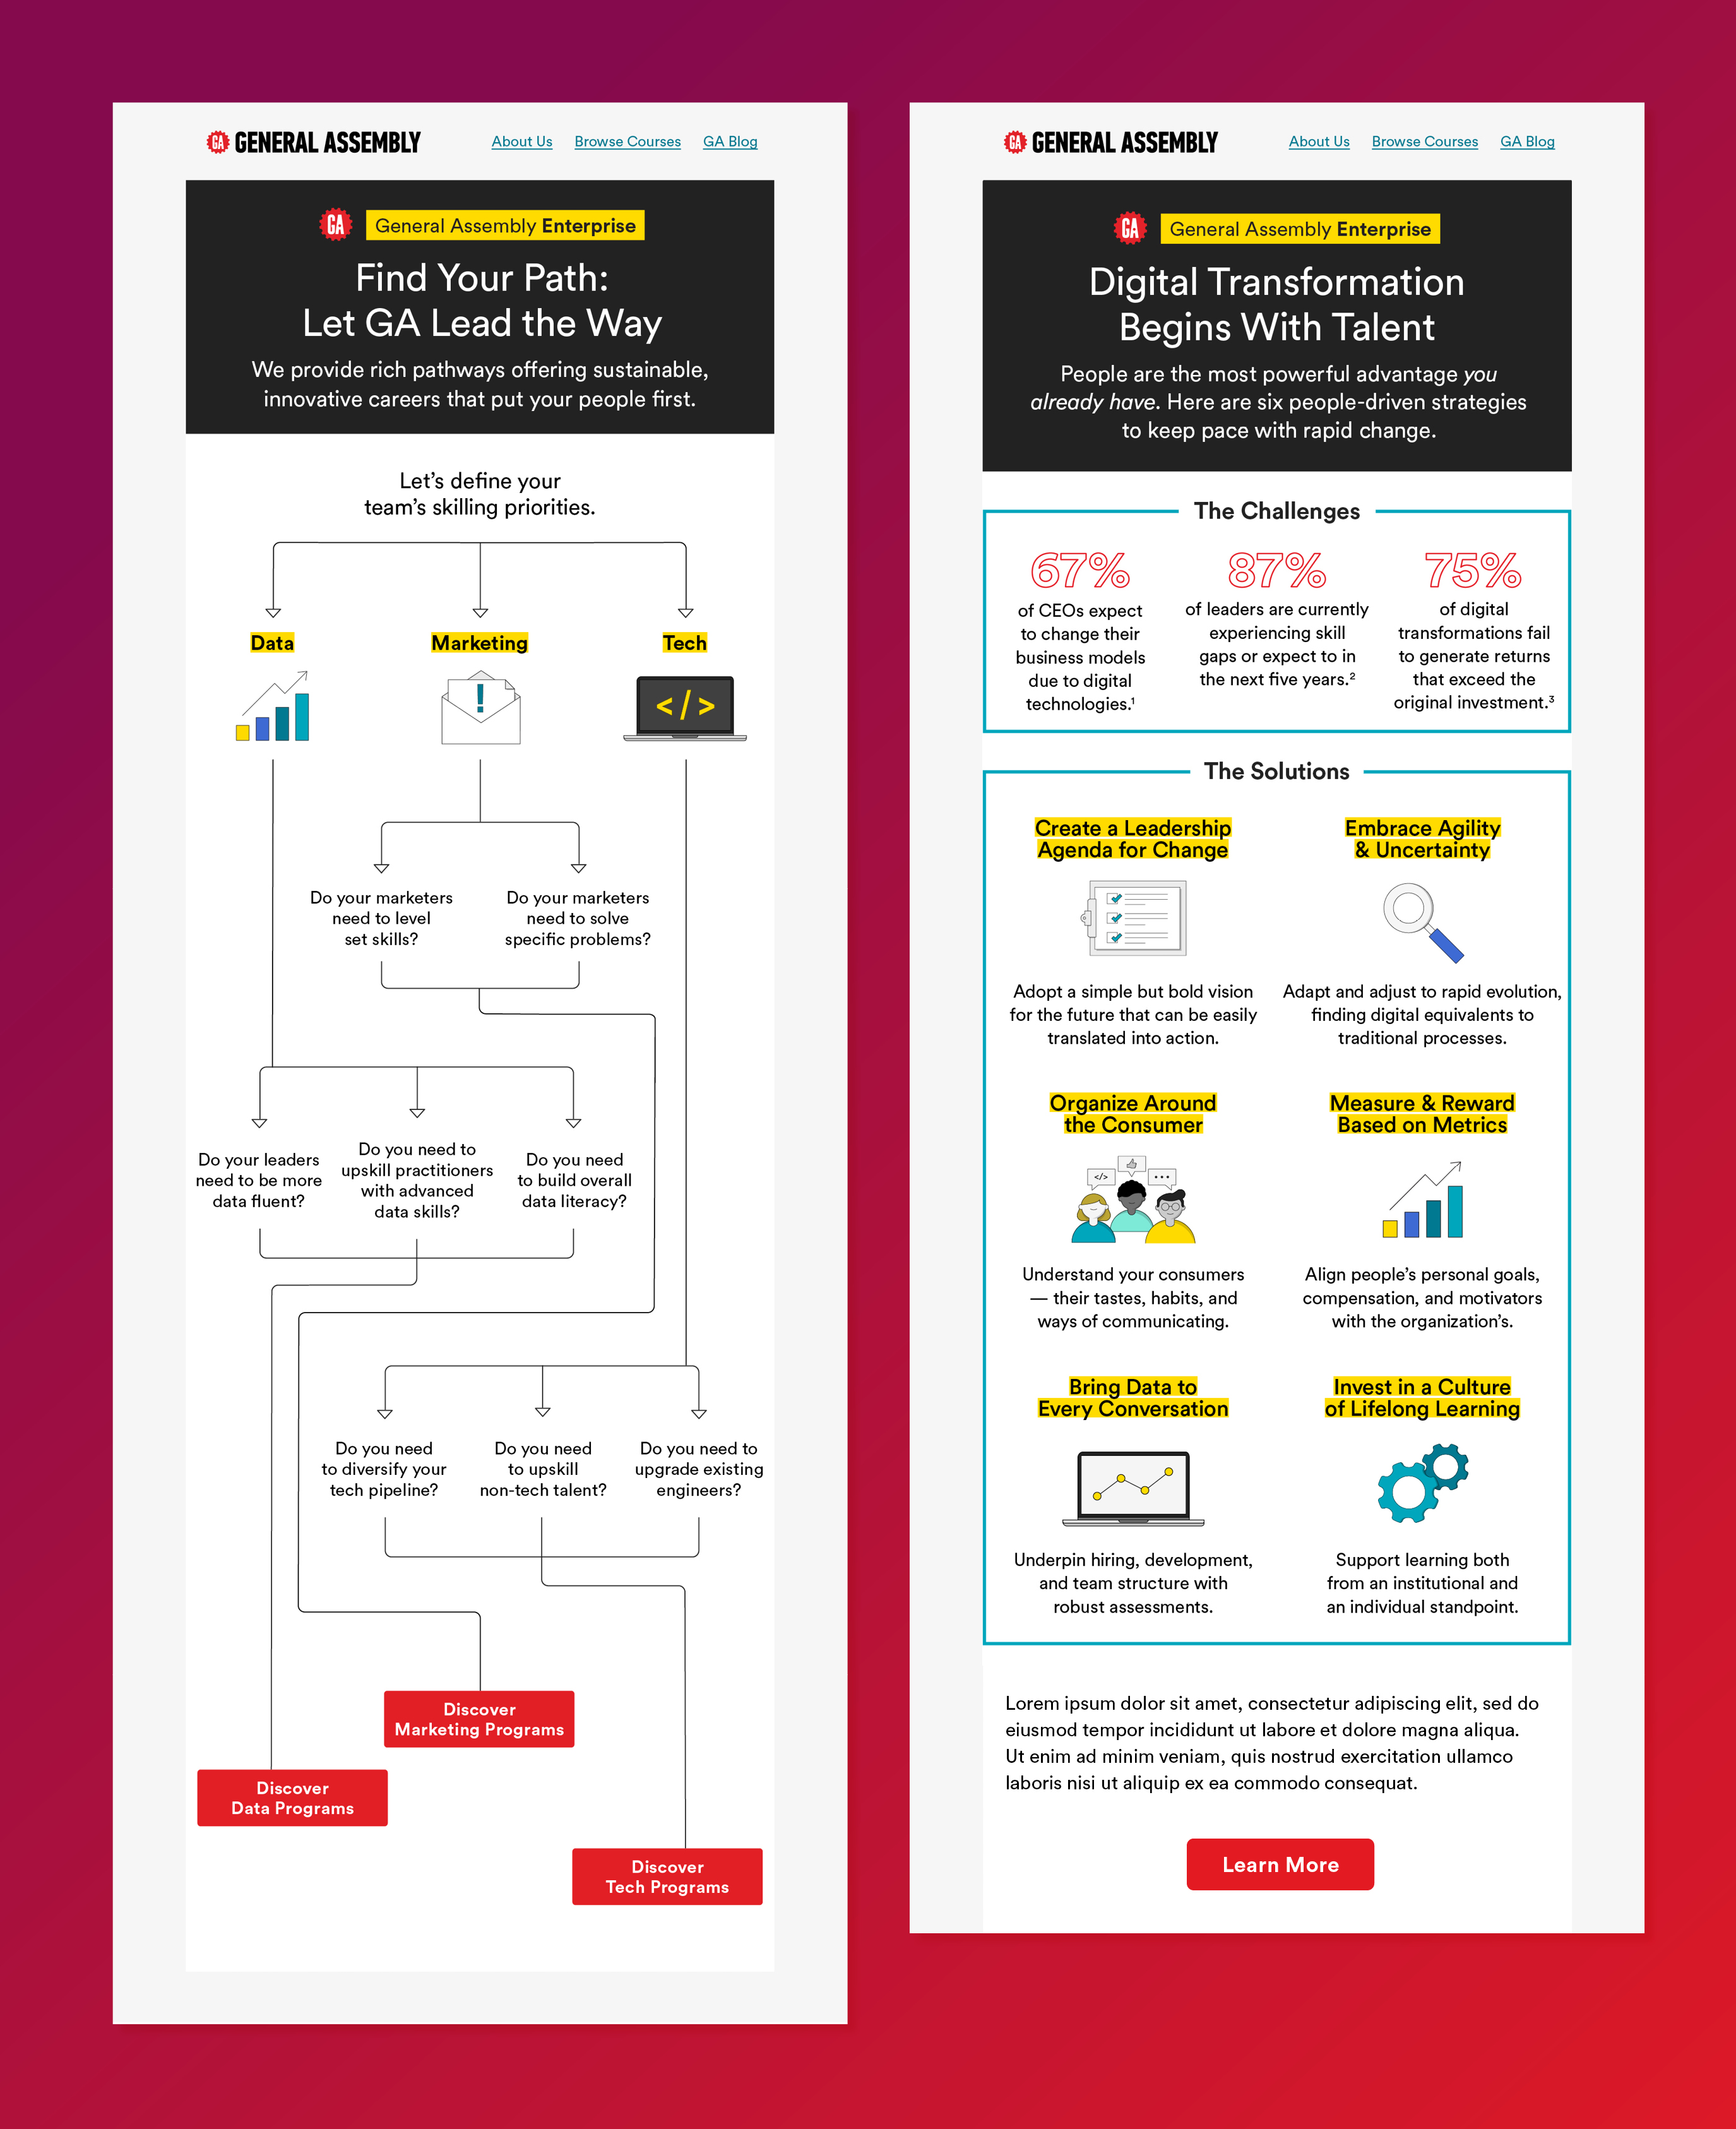 GA GENERAL ASSEMBLY
About Us Browse Courses GA Blog
GA General Assembly Enterprise
Find Your Path:
Let GA Lead the Way
We provide rich pathways offering sustainable,
innovative careers that put your people first.
Let’s define your
team’s skilling priorities.
Data
Marketing
Tech
!
</>
Do your marketers
need to level
set skills?
Do your marketers
need to solve
specific problems?
Do your leaders
need to be more
data fluent?
Do you need to
upskill practitioners
with advanced
data skills?
Do you need
to build overall
data literacy?
Do you need
to diversify your
tech pipeline?
Do you need
to upskill
non-tech talent?
Do you need to
upgrade existing
engineers?
Discover
Marketing Programs
Discover
Data Programs
Discover
Tech Programs
GA GENERAL ASSEMBLY
About Us Browse Courses GA Blog
GA General Assembly Enterprise
Digital Transformation
Begins With Talent
People are the most powerful advantage you
already have. Here are six people-driven strategies
to keep pace with rapid change.
The Challenges
67%
of CEOs expect
to change their
business models
due to digital
technologies.¹
87%
of leaders are currently
experiencing skill
gaps or expect to in
the next five years.²
75%
of digital
transformations fail
to generate returns
that exceed the
original investment.³
The Solutions
Create a Leadership
Agenda for Change
Adopt a simple but bold vision
for the future that can be easily
translated into action.
Embrace Agility
& Uncertainty
Adapt and adjust to rapid evolution,
finding digital equivalents to
traditional processes.
Organize Around
the Consumer
</>
Understand your consumers
— their tastes, habits, and
ways of communicating.
Measure & Reward
Based on Metrics
Align people’s personal goals,
compensation, and motivators
with the organization’s.
Bring Data to
Every Conversation
Underpin hiring, development,
and team structure with
robust assessments.
Invest in a Culture
of Lifelong Learning
Support learning both
from an institutional and
an individual standpoint.
Lorem ipsum dolor sit amet, consectetur adipiscing elit, sed do
eiusmod tempor incididunt ut labore et dolore magna aliqua.
Ut enim ad minim veniam, quis nostrud exercitation ullamco
laboris nisi ut aliquip ex ea commodo consequat.
Learn More